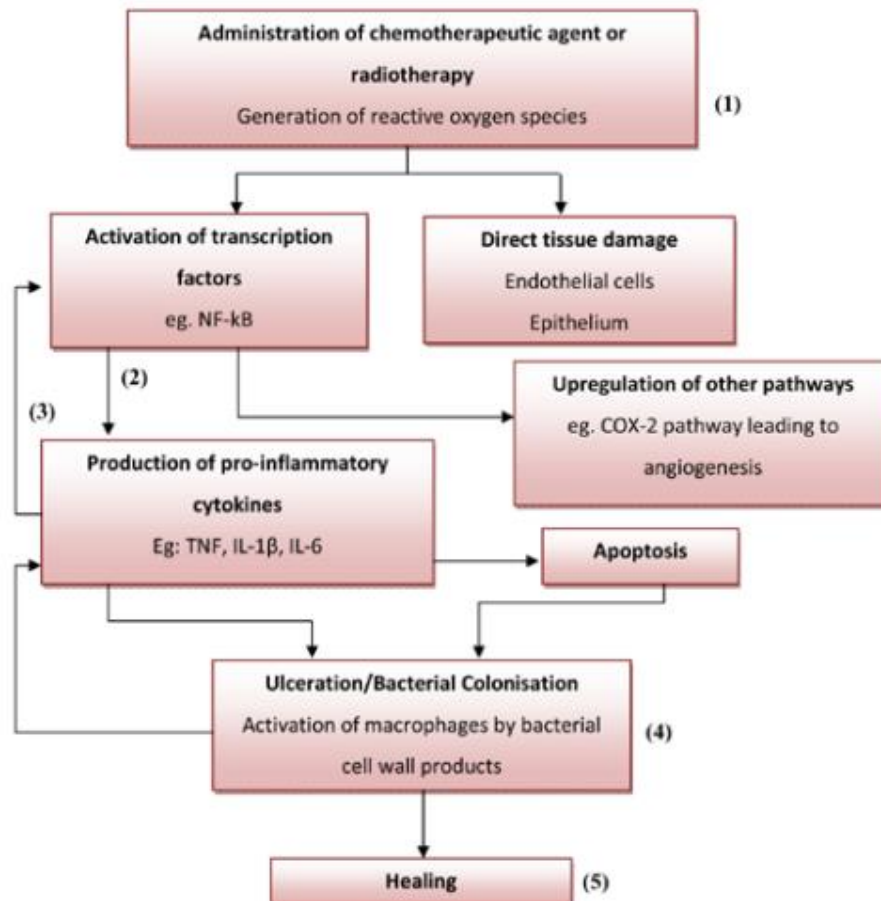 Administration of chemotherapeutic agent or
radiotherapy
Generation of reactive oxygen species
(1)
Activation of transcription
factors
eg. NF-kB
Direct tissue damage
Endothelial cells
Epithelium
(2)
(3)
Upregulation of other pathways
eg. COX-2 pathway leading to
angiogenesis
Production of pro-inflammatory
cytokines
Eg: TNF, IL-1β, IL-6
Apoptosis
Ulceration/Bacterial Colonisation
Activation of macrophages by bacterial
cell wall products
(4)
Healing
(5)